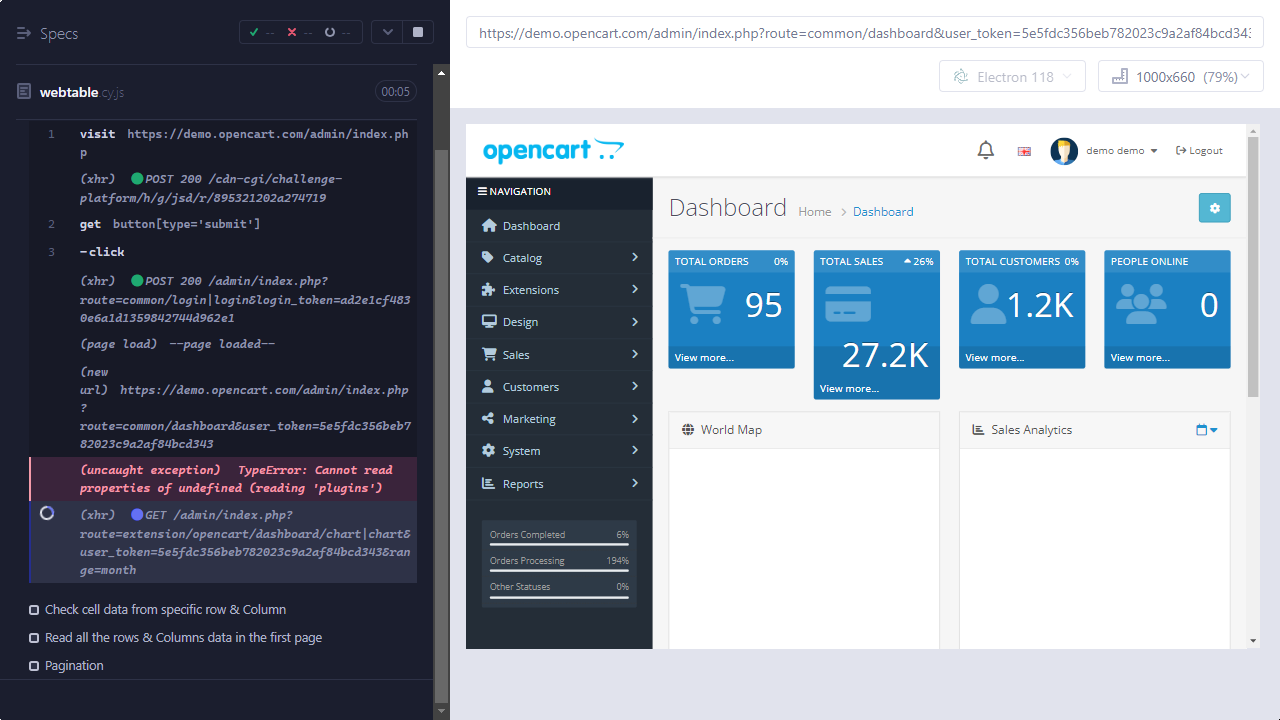 Specs
--
--
--
webtable.cy.js
00:05
1 visit https://demo.opencart.com/admin/index.ph
p
(xhr) POST 200 /cdn-cgi/challenge-
platform/h/g/jsd/r/895321202a274719
2 get button[type='submit']
3 -click
(xhr) POST 200 /admin/index.php?
route=common/login|login&login_token=ad2e1cf483
0e6a1d1359842744d962e1
(page load) --page loaded--
(new
url) https://demo.opencart.com/admin/index.php
?
route=common/dashboard&user_token=5e5fdc356beb7
82023c9a2af84bcd343
(uncaught exception) TypeError: Cannot read
properties of undefined (reading 'plugins')
(xhr) GET /admin/index.php?
route=extension/opencart/dashboard/chart|chart&
user_token=5e5fdc356beb782023c9a2af84bcd343&ran
ge=month
Check cell data from specific row & Column
Read all the rows & Columns data in the first page
Pagination
https://demo.opencart.com/admin/index.php?route=common/dashboard&user_token=5e5fdc356beb782023c9a2af84bcd343
Electron 118
1000x660 (79%)
opencart
demo demo
Logout
NAVIGATION
Dashboard
Catalog
Extensions
Design
Sales
Customers
Marketing
System
Reports
Orders Completed 6%
Orders Processing 194%
Other Statuses 0%
Dashboard
Home > Dashboard
TOTAL ORDERS 0%
95
View more...
TOTAL SALES 26%
27.2K
View more...
TOTAL CUSTOMERS 0%
1.2K
View more...
PEOPLE ONLINE
0
View more...
World Map
Sales Analytics